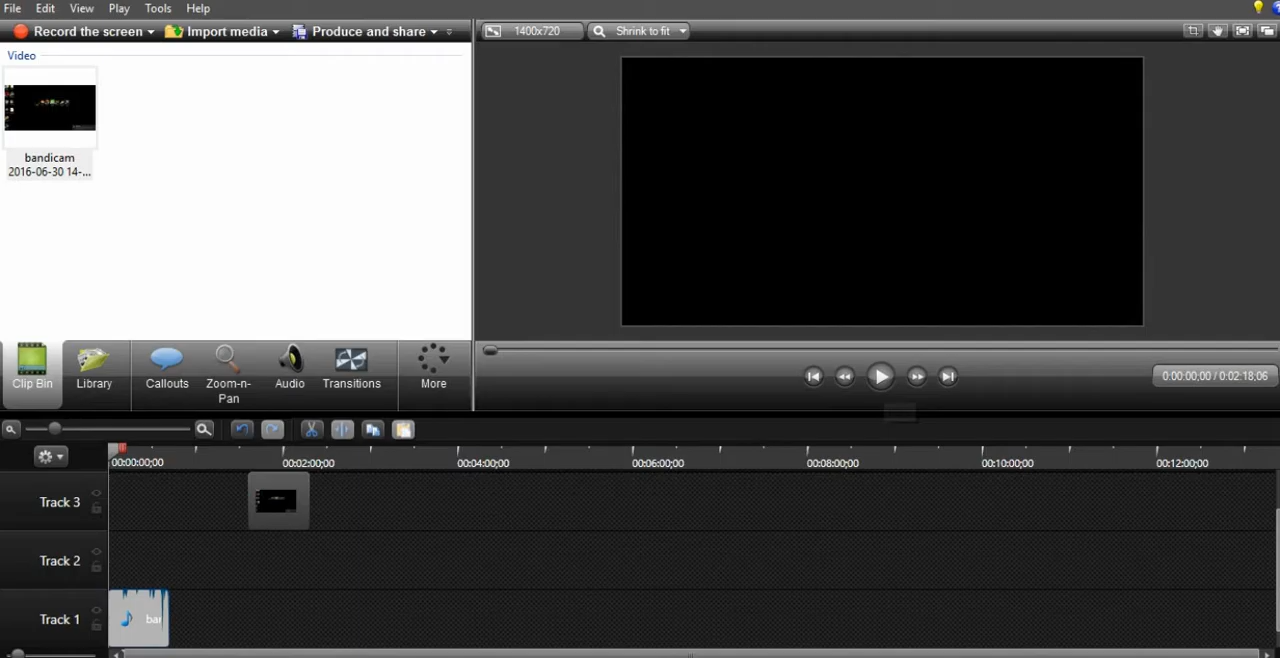 File Edit View Play Tools Help
Record the screen Import media Produce and share 1400x720 Shrink to fit
Video
bandicam
2016-06-30 14-...
Clip Bin Library Callouts Zoom-n-
Pan Audio Transitions More
0:00:00;00 / 0:02:18;06
00:00:00;00 00:02:00;00 00:04:00;00 00:06:00;00 00:08:00;00 00:10:00;00 00:12:00;00
Track 3
Track 2
Track 1 bar